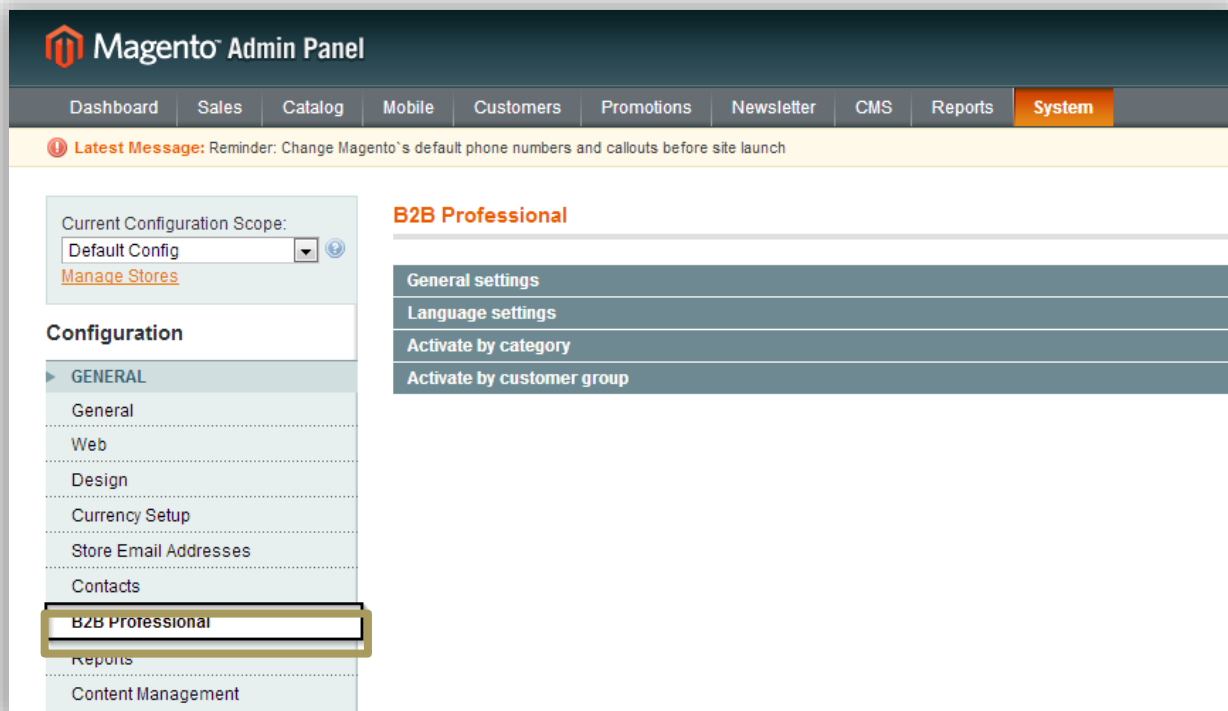 Magento Admin Panel
Dashboard Sales Catalog Mobile Customers Promotions Newsletter CMS Reports System
Latest Message: Reminder: Change Magento`s default phone numbers and callouts before site launch
Current Configuration Scope:
Default Config
Manage Stores
Configuration
GENERAL
General
Web
Design
Currency Setup
Store Email Addresses
Contacts
B2B Professional
Reports
Content Management
B2B Professional
General settings
Language settings
Activate by category
Activate by customer group